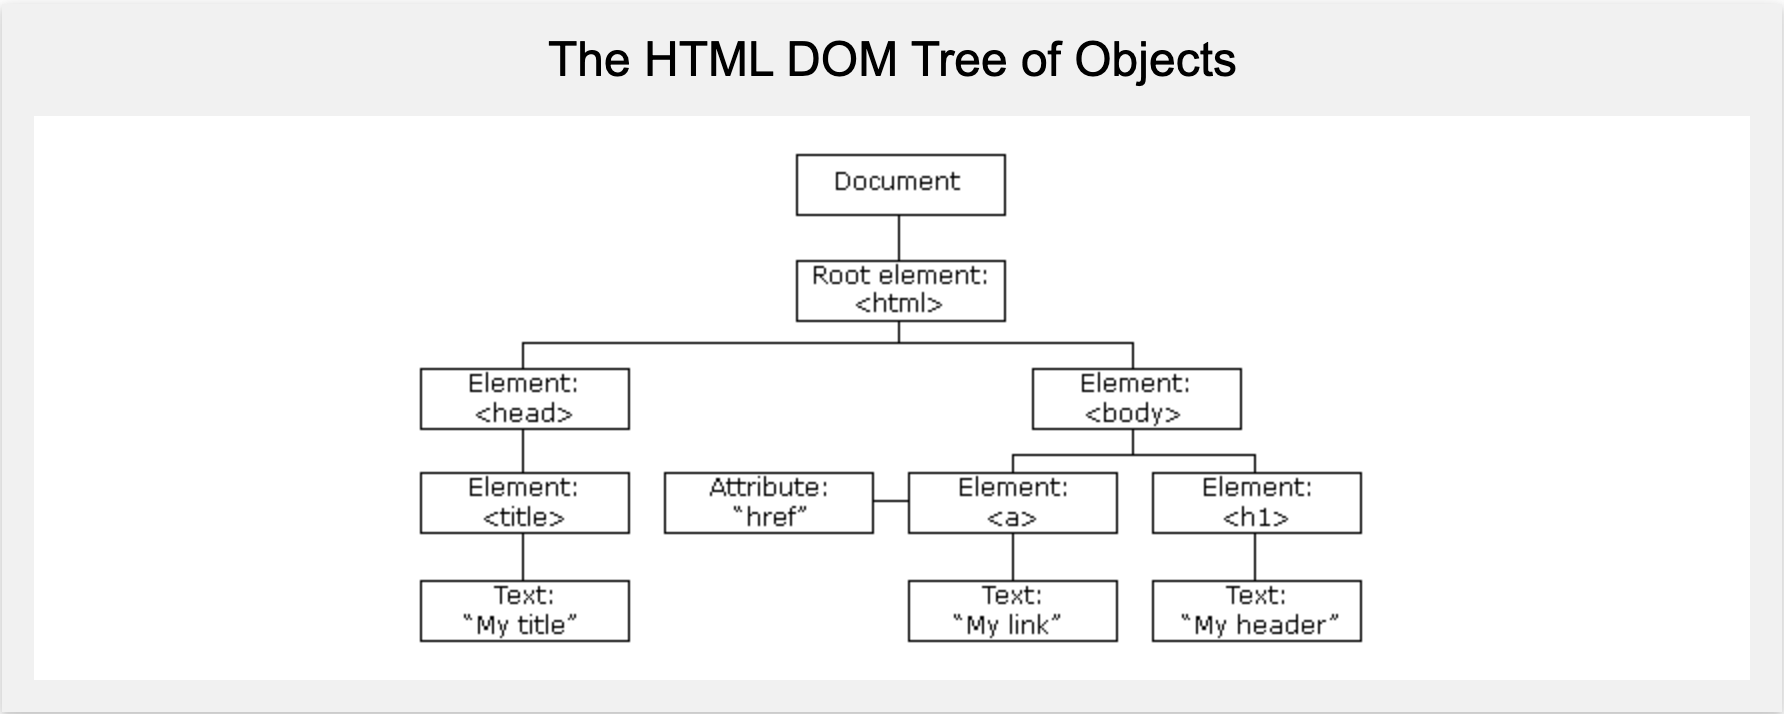 The HTML DOM Tree of Objects
Document
Root element:
<html>
Element:
<head>
Element:
<body>
Element:
<title>
Attribute:
“href”
Element:
<a>
Element:
<h1>
Text:
“My title”
Text:
“My link”
Text:
“My header”